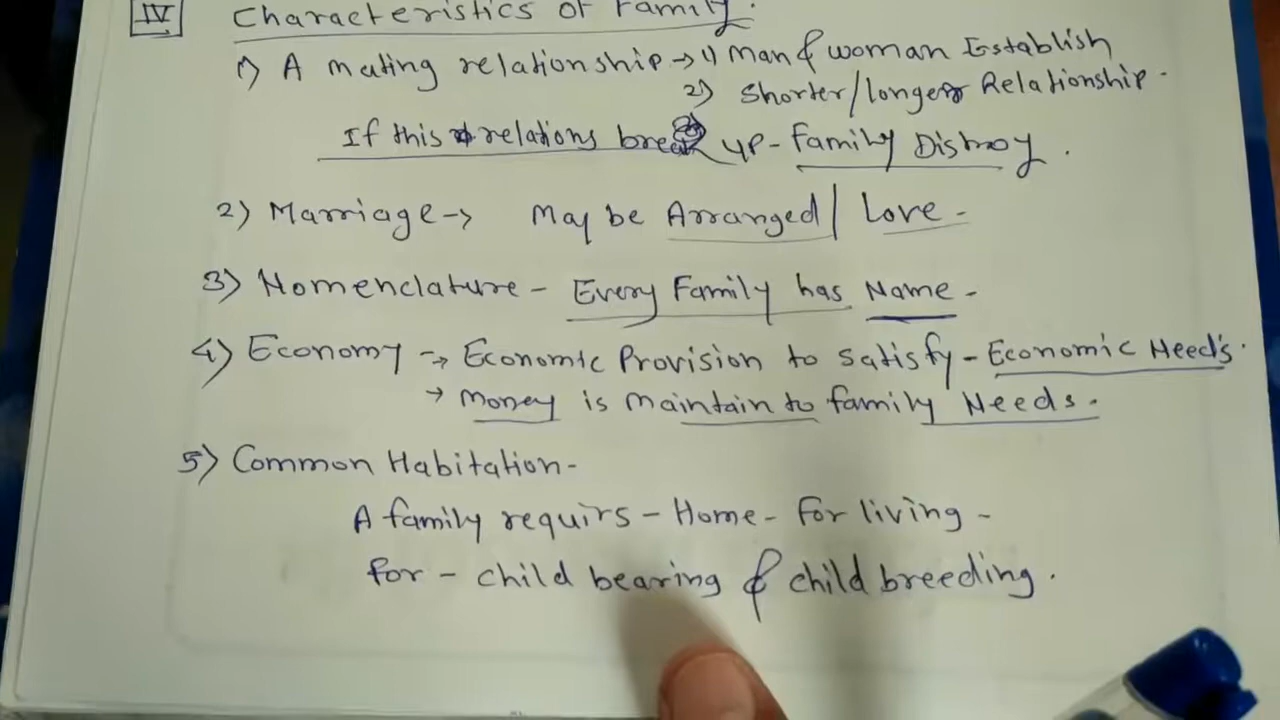 IV Characteristics of Family.
1) A mating relationship → 1) Man & woman Establish
2) Shorter/longer Relationship.
If this relations break up - Family Distroy.
2) Marriage → May be Arranged / Love -
3) Nomenclature - Every Family has Name -
4) Economy → Economic Provision to satisfy - Economic Needs.
→ Money is maintain to family Needs.
5) Common Habitation -
A family requirs - Home - For living -
for - child bearing & child breeding.